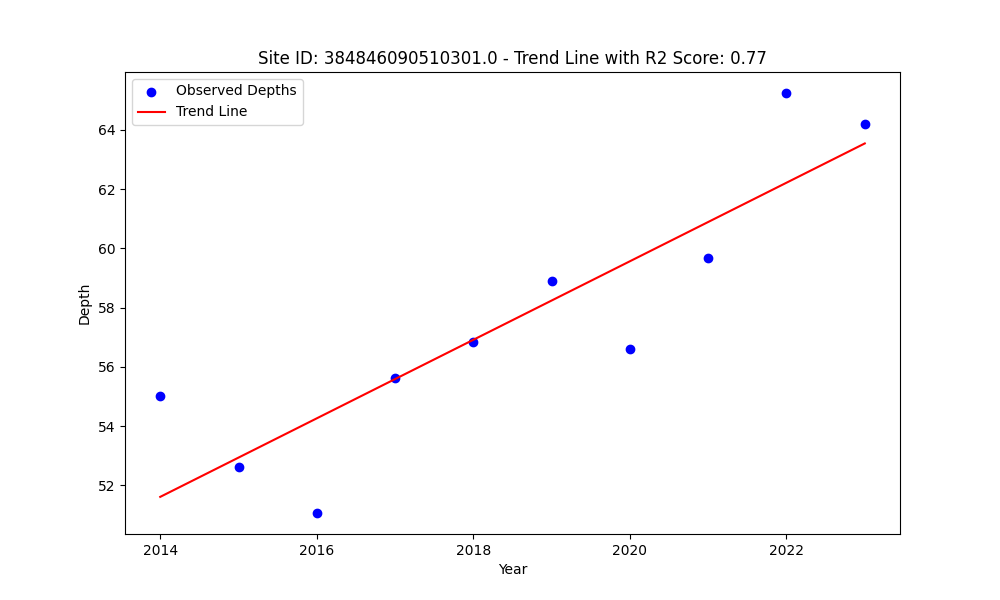 Site ID: 384846090510301.0 - Trend Line with R2 Score: 0.77
Observed Depths
Trend Line
64
62
60
58
56
54
52
Depth
2014
2016
2018
2020
2022
Year